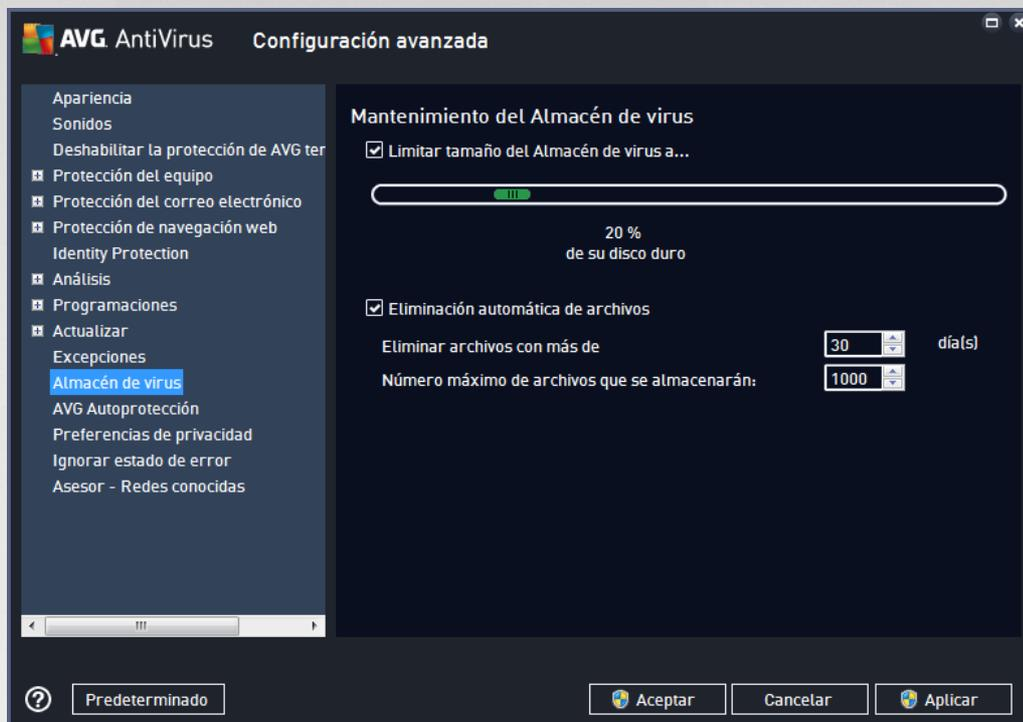 AVG AntiVirus Configuración avanzada
Apariencia
Sonidos
Deshabilitar la protección de AVG ter
Protección del equipo
Protección del correo electrónico
Protección de navegación web
Identity Protection
Análisis
Programaciones
Actualizar
Excepciones
Almacén de virus
AVG Autoprotección
Preferencias de privacidad
Ignorar estado de error
Asesor - Redes conocidas
Mantenimiento del Almacén de virus
Limitar tamaño del Almacén de virus a...
20 %
de su disco duro
Eliminación automática de archivos
Eliminar archivos con más de 30 día(s)
Número máximo de archivos que se almacenarán: 1000
? Predeterminado Aceptar Cancelar Aplicar